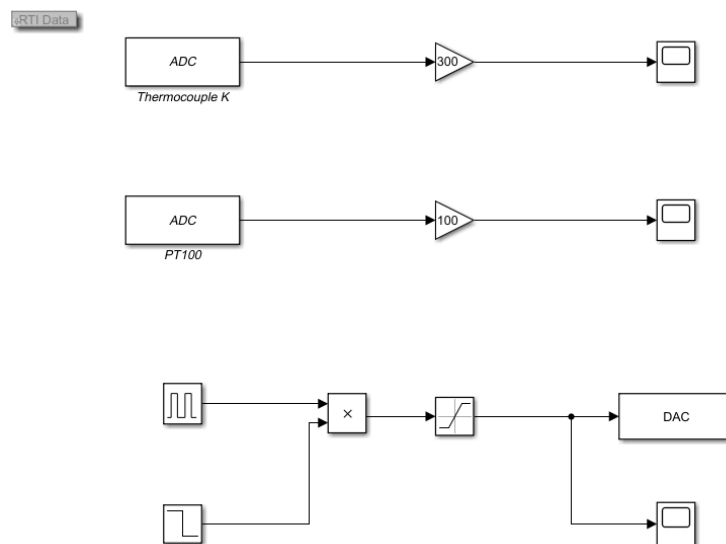 RTI Data
ADC
300
Thermocouple K
ADC
100
PT100
×
DAC